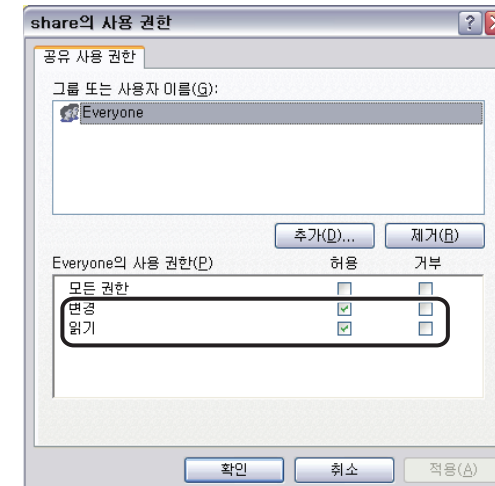 share의 사용 권한
공유 사용 권한
그룹 또는 사용자 이름(G):
Everyone
추가(D)... 제거(R)
Everyone의 사용 권한(P) 허용 거부
모든 권한
변경
읽기
확인 취소 적용(A)